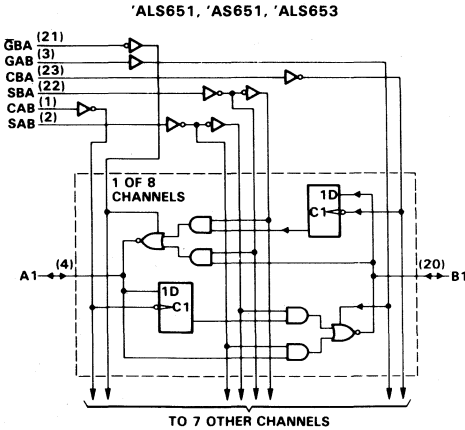 'ALS651, 'AS651, 'ALS653
G̅BA (21)
GAB (3)
CBA (23)
SBA (22)
CAB (1)
SAB (2)
1 OF 8
CHANNELS
1D
C1
A1 (4)
(20) B1
1D
C1
TO 7 OTHER CHANNELS